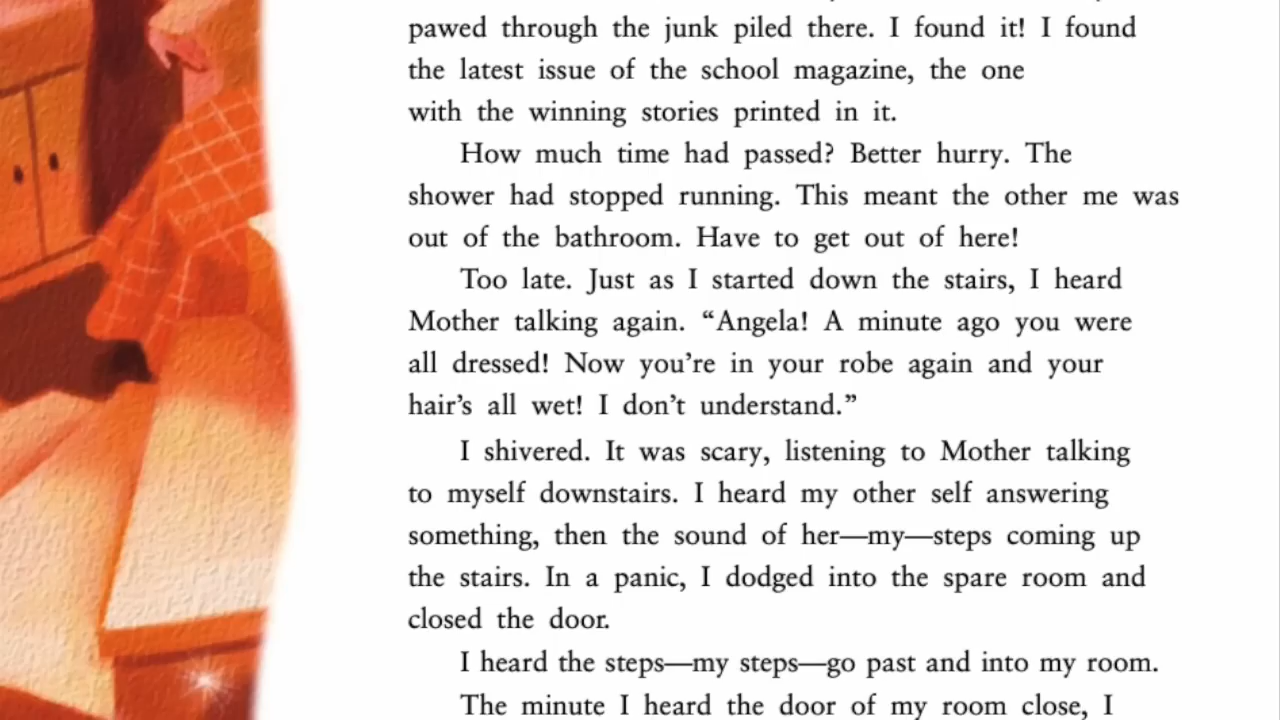 pawed through the junk piled there. I found it! I found
the latest issue of the school magazine, the one
with the winning stories printed in it.
How much time had passed? Better hurry. The
shower had stopped running. This meant the other me was
out of the bathroom. Have to get out of here!
Too late. Just as I started down the stairs, I heard
Mother talking again. “Angela! A minute ago you were
all dressed! Now you’re in your robe again and your
hair’s all wet! I don’t understand.”
I shivered. It was scary, listening to Mother talking
to myself downstairs. I heard my other self answering
something, then the sound of her—my—steps coming up
the stairs. In a panic, I dodged into the spare room and
closed the door.
I heard the steps—my steps—go past and into my room.
The minute I heard the door of my room close, I